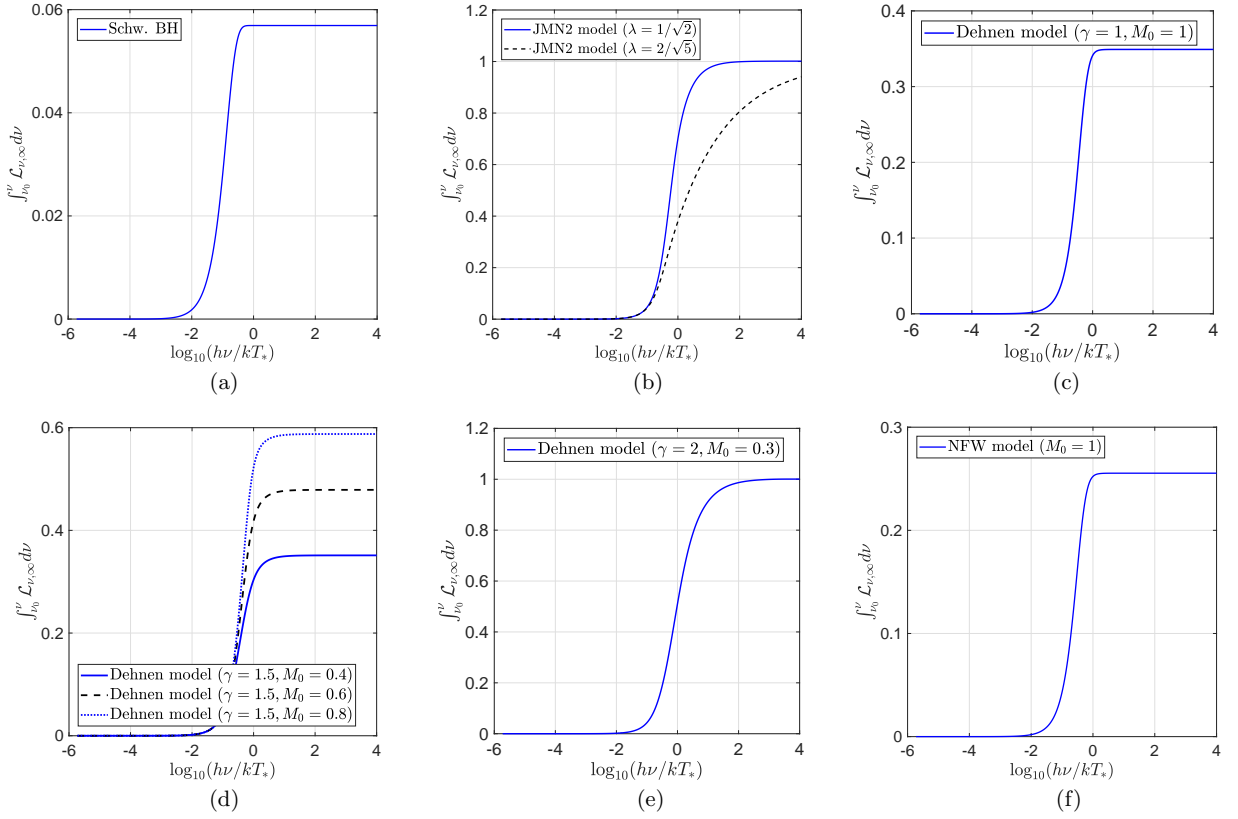 0.06
0.04
0.02
0
-6 -4 -2 0 2 4
Schw. BH
∫_{ν₀}^{ν} 𝓛_{ν,∞} dν
log₁₀(hν/kT_*)
(a)
1.2
1
0.8
0.6
0.4
0.2
0
-6 -4 -2 0 2 4
JMN2 model (λ = 1/√2)
JMN2 model (λ = 2/√5)
∫_{ν₀}^{ν} 𝓛_{ν,∞} dν
log₁₀(hν/kT_*)
(b)
0.4
0.3
0.2
0.1
0
-6 -4 -2 0 2 4
Dehnen model (γ = 1, M₀ = 1)
∫_{ν₀}^{ν} 𝓛_{ν,∞} dν
log₁₀(hν/kT_*)
(c)
0.6
0.4
0.2
0
-6 -4 -2 0 2 4
Dehnen model (γ = 1.5, M₀ = 0.4)
Dehnen model (γ = 1.5, M₀ = 0.6)
Dehnen model (γ = 1.5, M₀ = 0.8)
∫_{ν₀}^{ν} 𝓛_{ν,∞} dν
log₁₀(hν/kT_*)
(d)
1.2
1
0.8
0.6
0.4
0.2
0
-6 -4 -2 0 2 4
Dehnen model (γ = 2, M₀ = 0.3)
∫_{ν₀}^{ν} 𝓛_{ν,∞} dν
log₁₀(hν/kT_*)
(e)
0.3
0.2
0.1
0
-6 -4 -2 0 2 4
NFW model (M₀ = 1)
∫_{ν₀}^{ν} 𝓛_{ν,∞} dν
log₁₀(hν/kT_*)
(f)